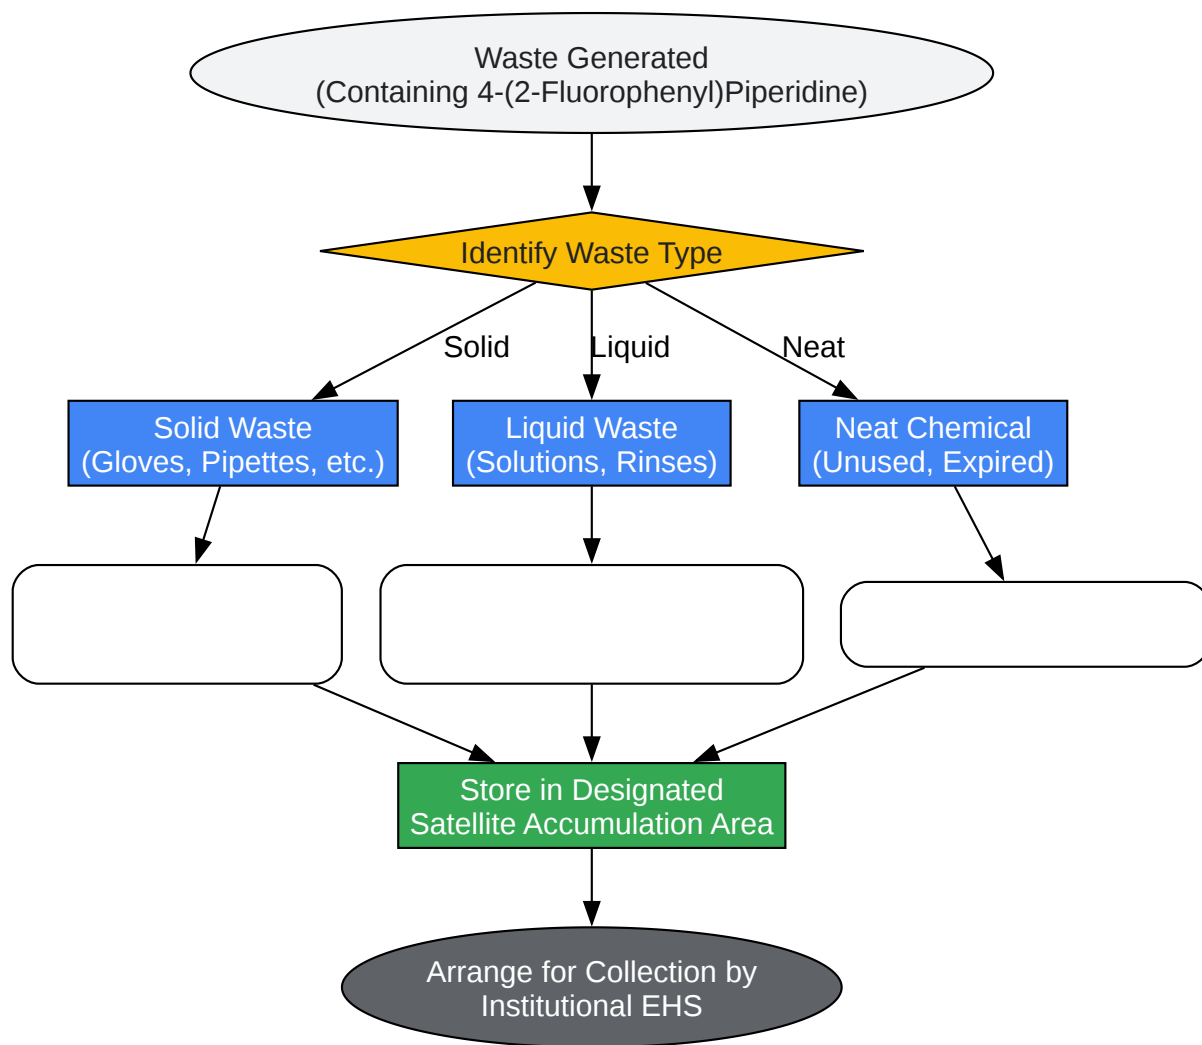 Waste Generated
(Containing 4-(2-Fluorophenyl)Piperidine)
Identify Waste Type
Solid
Liquid
Neat
Solid Waste
(Gloves, Pipettes, etc.)
Liquid Waste
(Solutions, Rinses)
Neat Chemical
(Unused, Expired)
Store in Designated
Satellite Accumulation Area
Arrange for Collection by
Institutional EHS